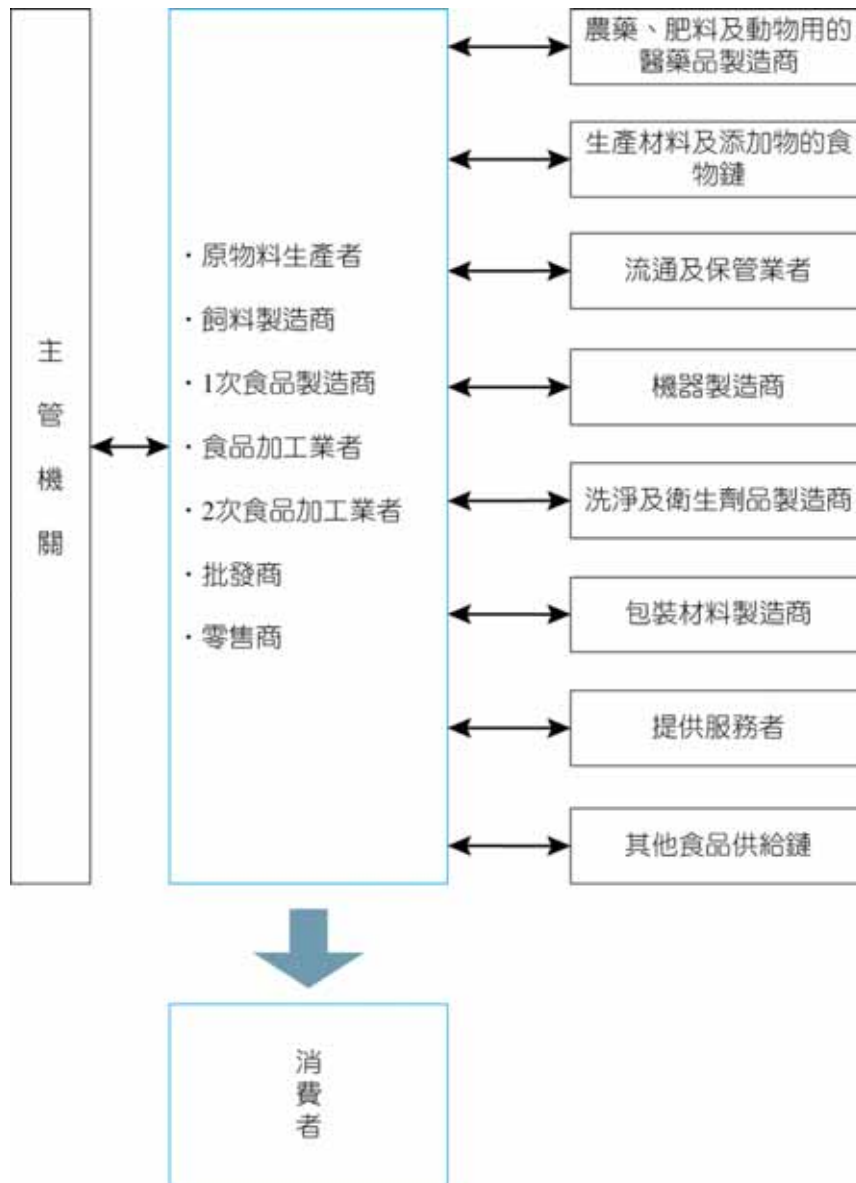 主管機關
・原物料生產者
・飼料製造商
・1次食品製造商
・食品加工業者
・2次食品加工業者
・批發商
・零售商
農藥、肥料及動物用的
醫藥品製造商
生產材料及添加物的食
物鏈
流通及保管業者
機器製造商
洗淨及衛生劑品製造商
包裝材料製造商
提供服務者
其他食品供給鏈
消費者